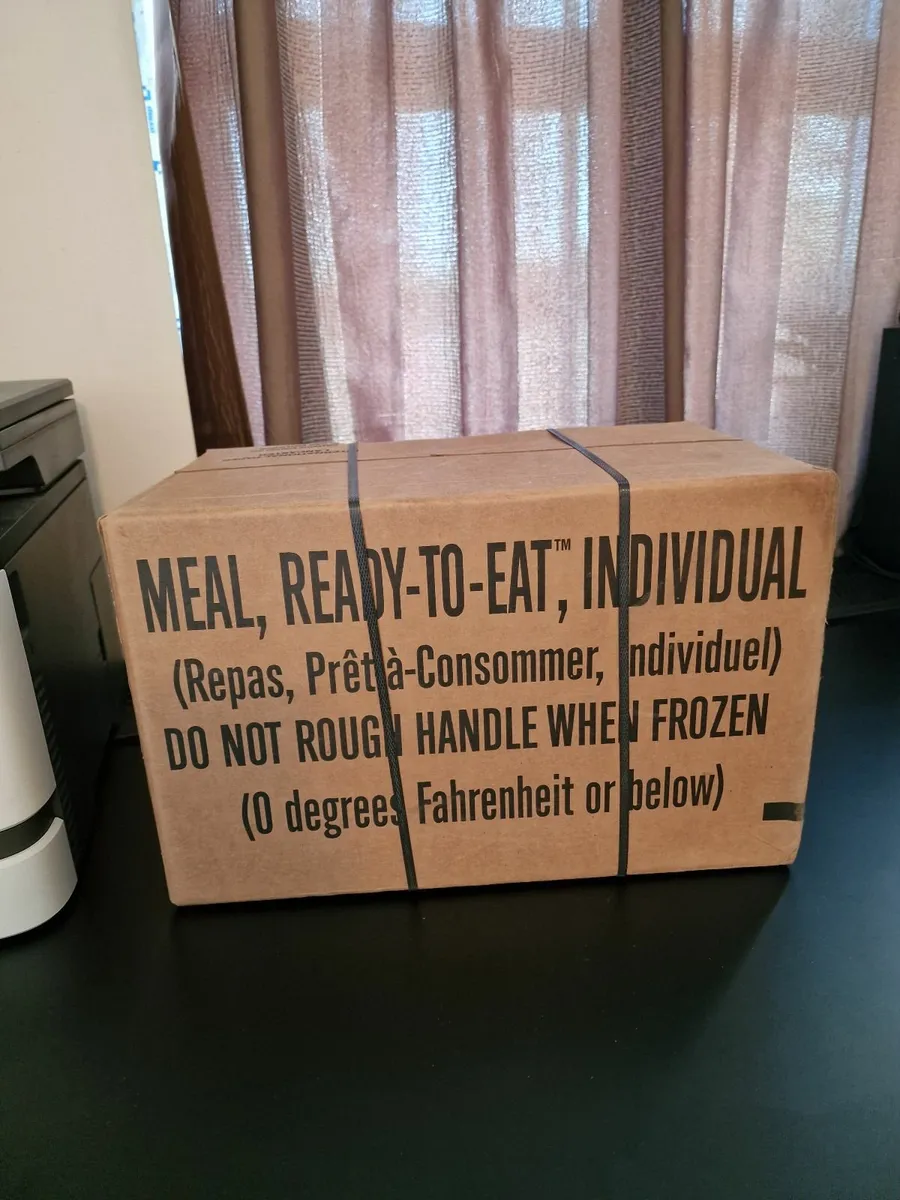 MEAL, READY-TO-EAT™, INDIVIDUAL
(Repas, Prêt à-Consommer, Individuel)
DO NOT ROUGH HANDLE WHEN FROZEN
(0 degrees Fahrenheit or below)